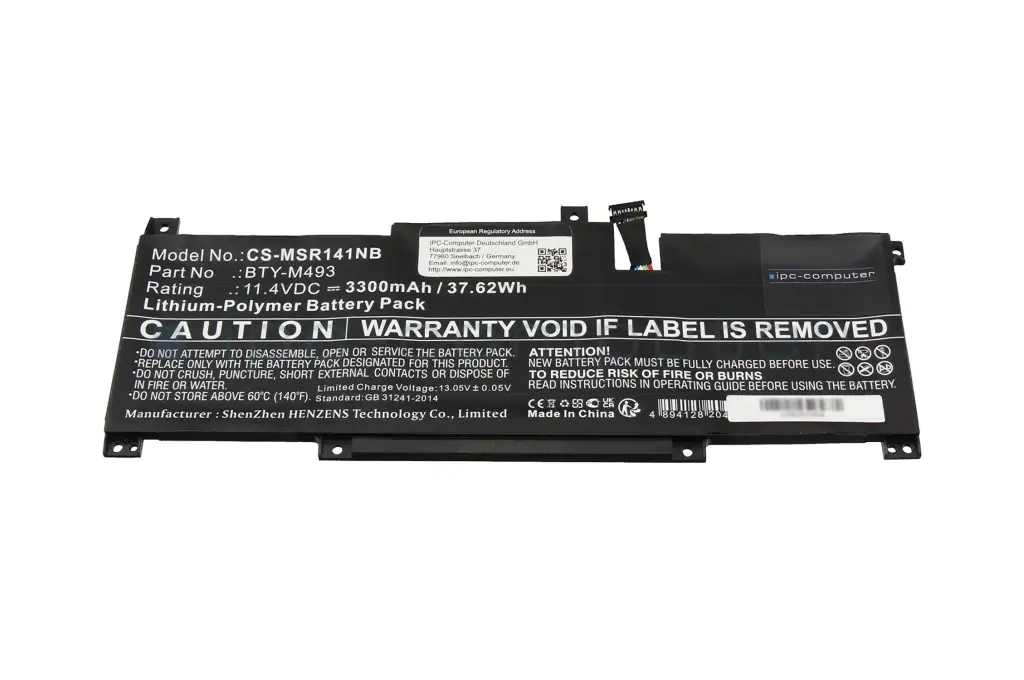 European Regulatory Address
IPC-Computer Deutschland GmbH
Hauptstrasse 37
77960 Seelbach / Germany
Email: info@ipc-computer.de
http://www.ipc-computer.eu
ipc-computer
Model No.: CS-MSR141NB
Part No .: BTY-M493
Rating .: 11.4VDC ⎓ 3300mAh / 37.62Wh
Lithium-Polymer Battery Pack
CAUTION WARRANTY VOID IF LABEL IS REMOVED
•DO NOT ATTEMPT TO DISASSEMBLE, OPEN OR SERVICE THE BATTERY PACK.
•REPLACE ONLY WITH THE BATTERY PACK DESIGNATED FOR THIS PRODUCT.
•DO NOT CRUSH, PUNCTURE, SHORT EXTERNAL CONTACTS OR DISPOSE OF
IN FIRE OR WATER.
•DO NOT STORE ABOVE 60°C (140°F).
Limited Charge Voltage: 13.05V ± 0.05V
Standard: GB 31241-2014
Manufacturer : ShenZhen HENZENS Technology Co., Limited
ATTENTION!
NEW BATTERY PACK MUST BE FULLY CHARGED BEFORE USE.
TO REDUCE RISK OF FIRE OR BURNS
READ INSTRUCTIONS IN OPERATING GUIDE BEFORE USING THE BATTERY.
CE
UK
CA
Made In China
4 894128 204